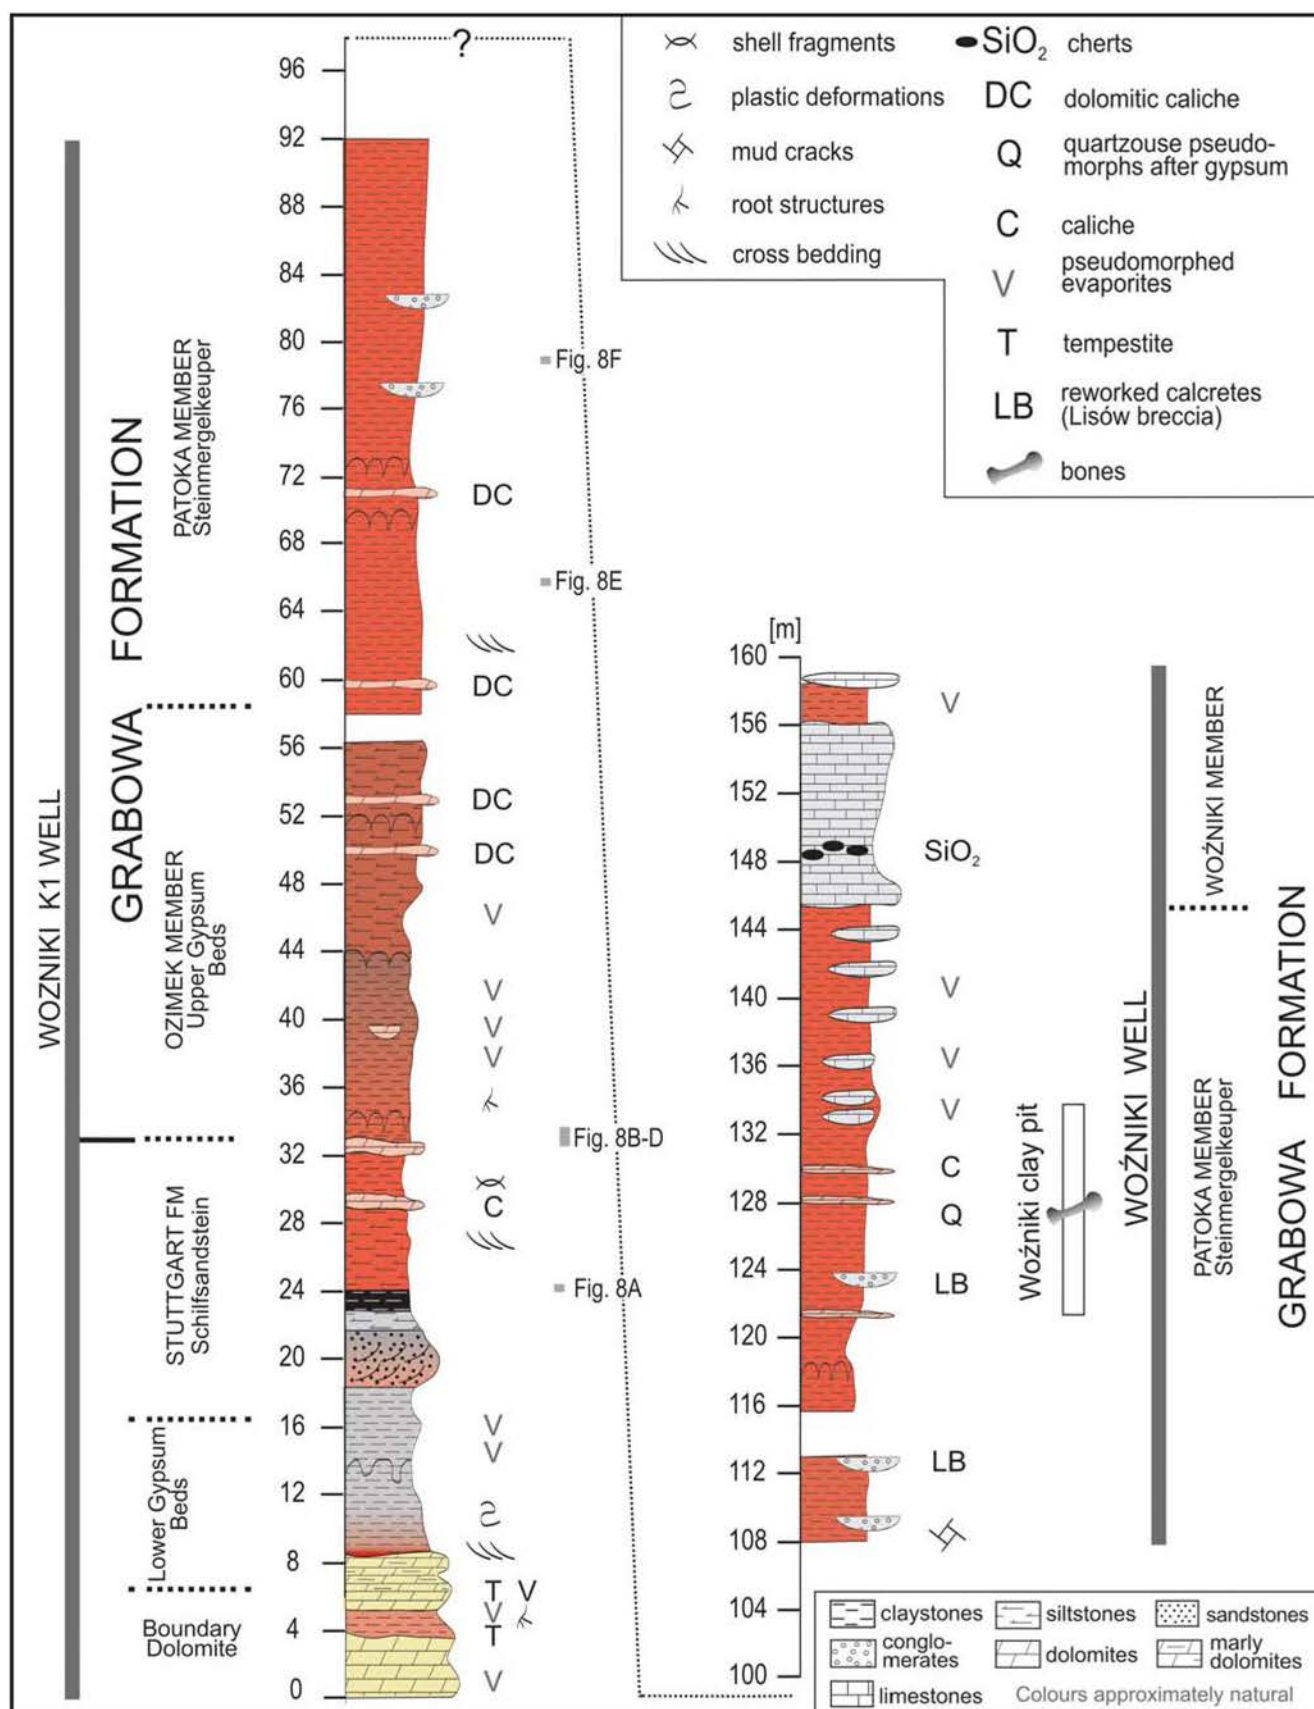 ?
96
92
88
84
80
76
72
68
64
60
56
52
48
44
40
36
32
28
24
20
16
12
8
4
0
WOZNIKI K1 WELL
GRABOWA FORMATION
PATOKA MEMBER
Steinmergelkeuper
OZIMEK MEMBER
Upper Gypsum
Beds
STUTTGART FM
Schilfsandstein
Lower Gypsum
Beds
Boundary
Dolomite
Fig. 8F
DC
Fig. 8E
DC
DC
DC
V
V
V
V
Fig. 8B-D
C
Fig. 8A
V
V
T V
V
T
V
shell fragments
plastic deformations
mud cracks
root structures
cross bedding
SiO2 cherts
DC dolomitic caliche
Q quartzouse pseudo-
morphs after gypsum
C caliche
V pseudomorphed
evaporites
T tempestite
LB reworked calcretes
(Lisów breccia)
bones
[m]
160
156
152
148
144
140
136
132
128
124
120
116
112
108
104
100
V
SiO2
V
V
V
C
Q
LB
LB
Woźniki clay pit
WOŹNIKI WELL
WOŹNIKI MEMBER
PATOKA MEMBER
Steinmergelkeuper
GRABOWA FORMATION
claystones siltstones sandstones
conglo-
merates dolomites marly
dolomites
limestones Colours approximately natural